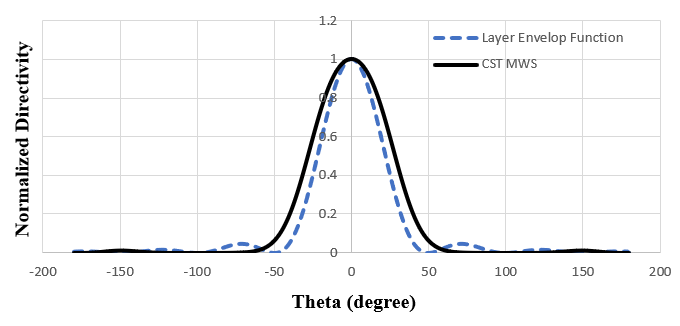 1.2
Layer Envelop Function
1
CST MWS
0.8
0.6
0.4
0.2
0
Normalized Directivity
-200 -150 -100 -50 0 50 100 150 200
Theta (degree)